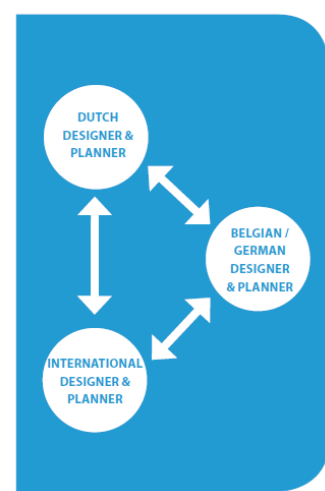 DUTCH
DESIGNER &
PLANNER
BELGIAN /
GERMAN
DESIGNER
& PLANNER
INTERNATIONAL
DESIGNER &
PLANNER